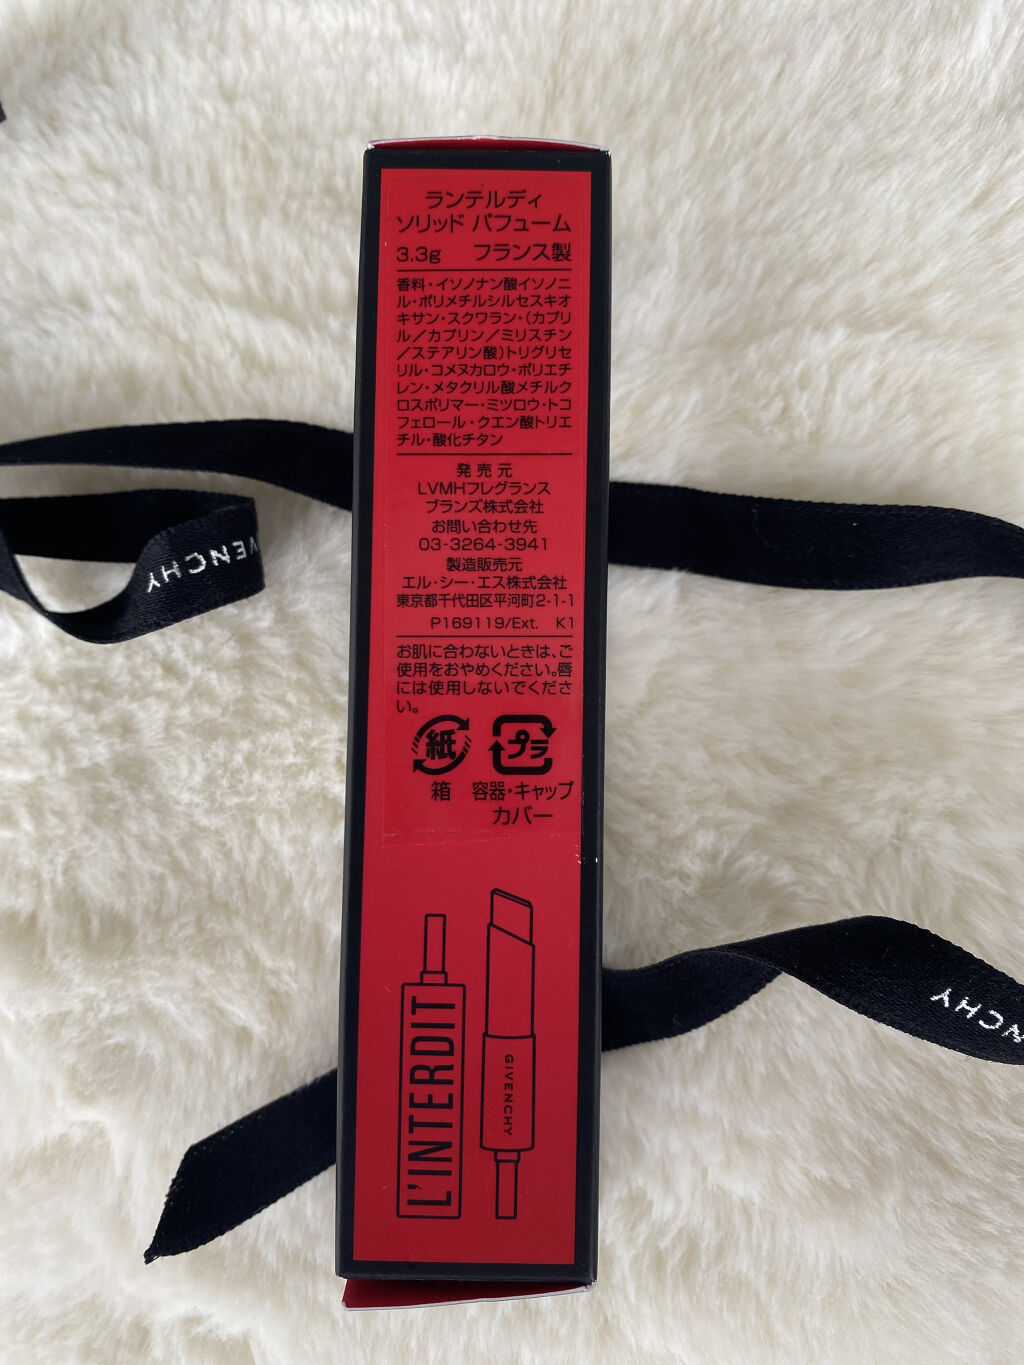 ランテルディ
ソリッド パフューム
3.3g フランス製
香料・イソノナン酸イソノニ
ル・ポリメチルシルセスキオ
キサン・スクワラン・(カプリ
ル/カプリン/ミリスチン
/ステアリン酸)トリグリセ
リル・コメヌカロウ・ポリエチ
レン・メタクリル酸メチルク
ロスポリマー・ミツロウ・トコ
フェロール・クエン酸トリエ
チル・酸化チタン
発売元
LVMHフレグランス
ブランズ株式会社
お問い合わせ先
03-3264-3941
製造販売元
エル・シー・エス株式会社
東京都千代田区平河町2-1-1
P169119/Ext. K1
お肌に合わないときは、ご
使用をおやめください。唇
には使用しないでくださ
い。
紙 プラ
箱 容器・キャップ
カバー
L'INTERDIT
GIVENCHY
VENCHY
NCHY